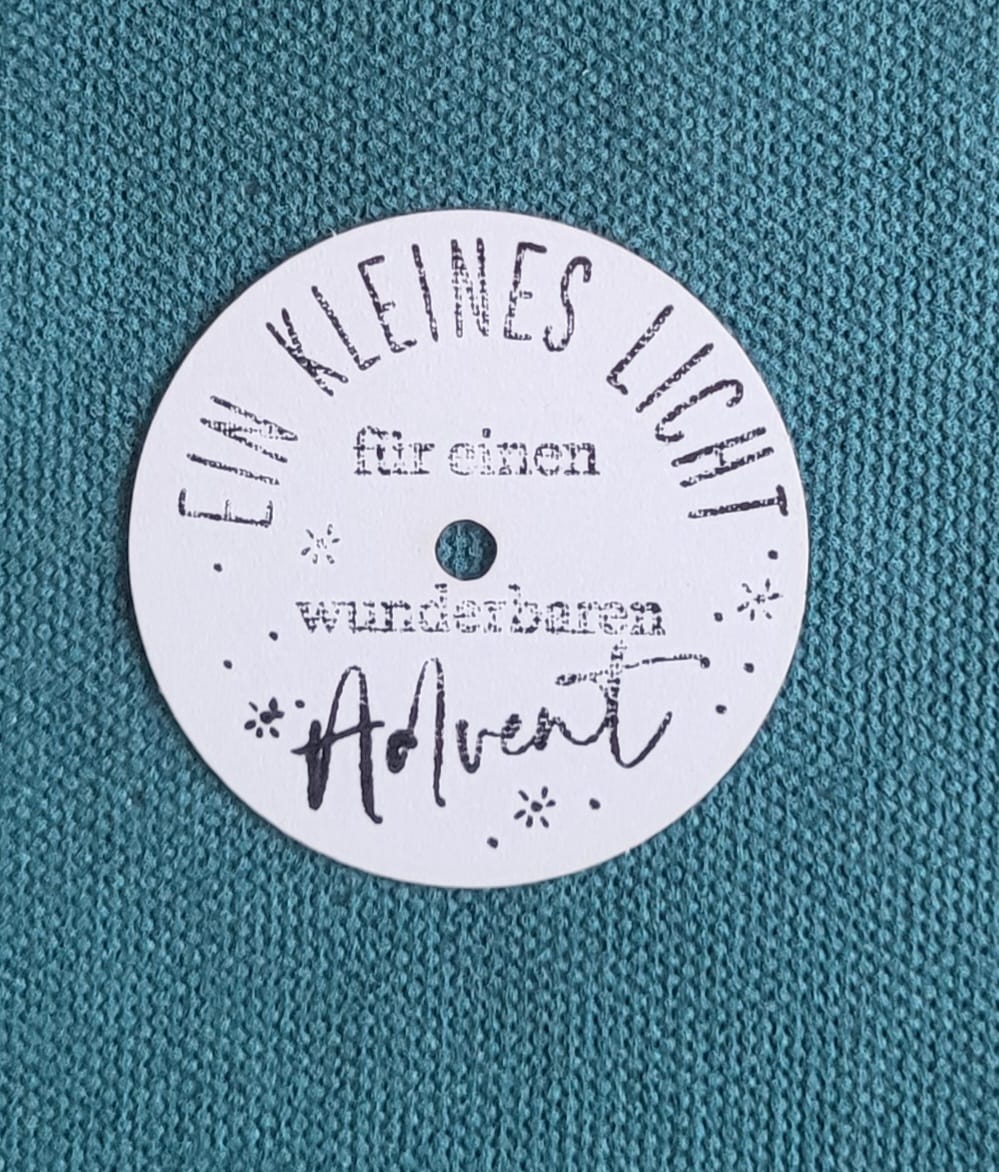 EIN KLEINES LICHT
für einen
wunderbaren
Advent